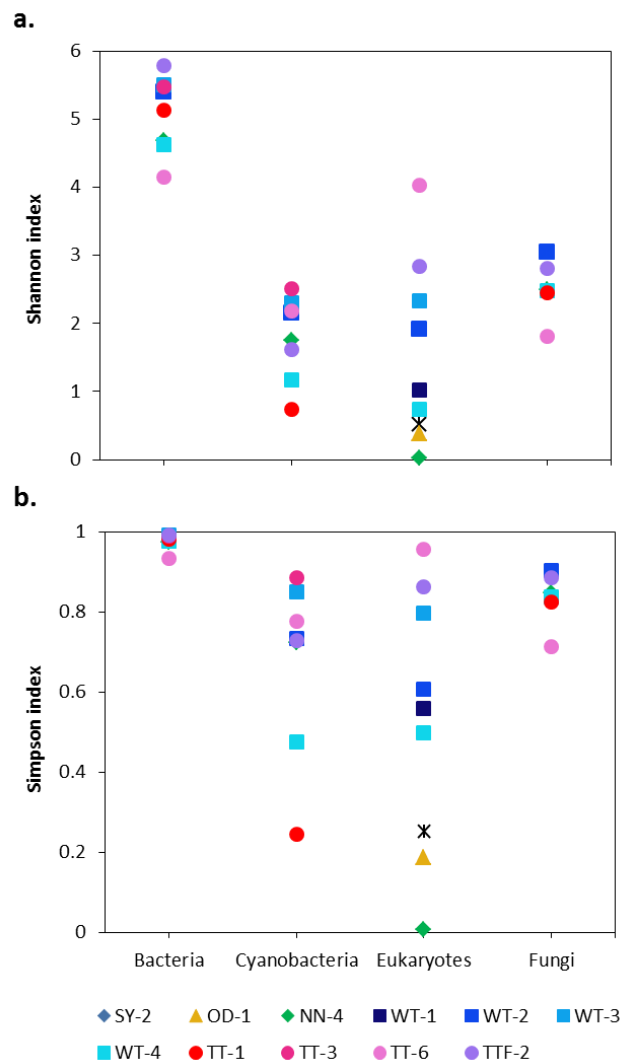 a.
6
5
4
3
2
1
0
Shannon index
b.
1
0.8
0.6
0.4
0.2
0
Simpson index
Bacteria Cyanobacteria Eukaryotes Fungi
SY-2 OD-1 NN-4 WT-1 WT-2 WT-3
WT-4 TT-1 TT-3 TT-6 TTF-2